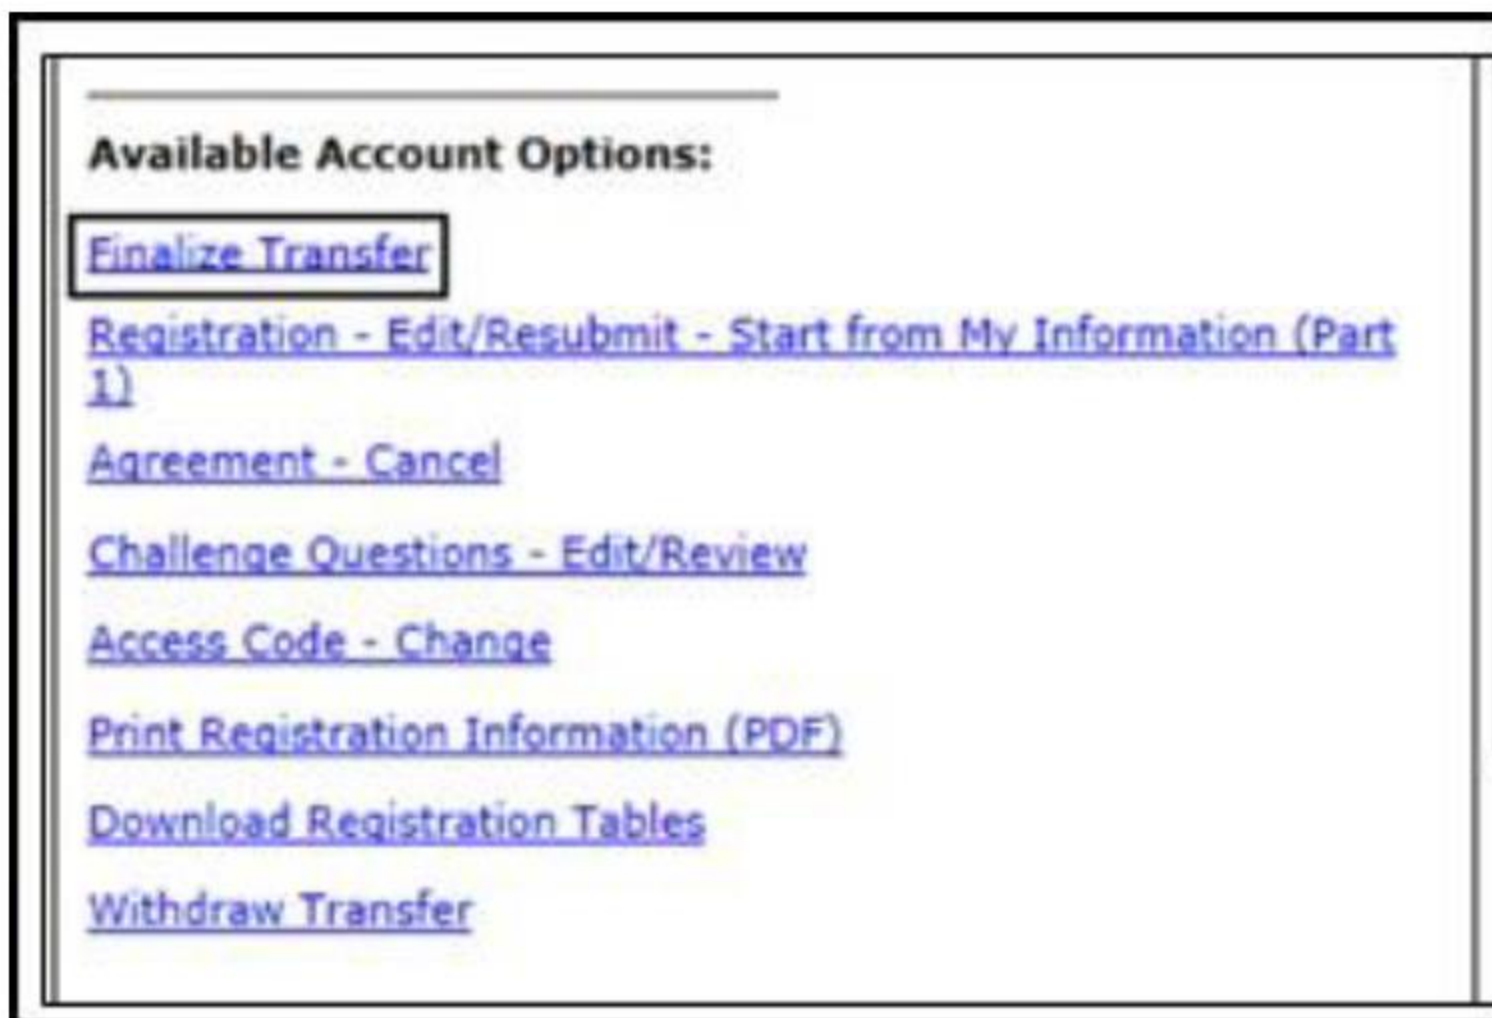 Available Account Options:
Finalize Transfer
Registration - Edit/Resubmit - Start from My Information (Part
1)
Agreement - Cancel
Challenge Questions - Edit/Review
Access Code - Change
Print Registration Information (PDF)
Download Registration Tables
Withdraw Transfer